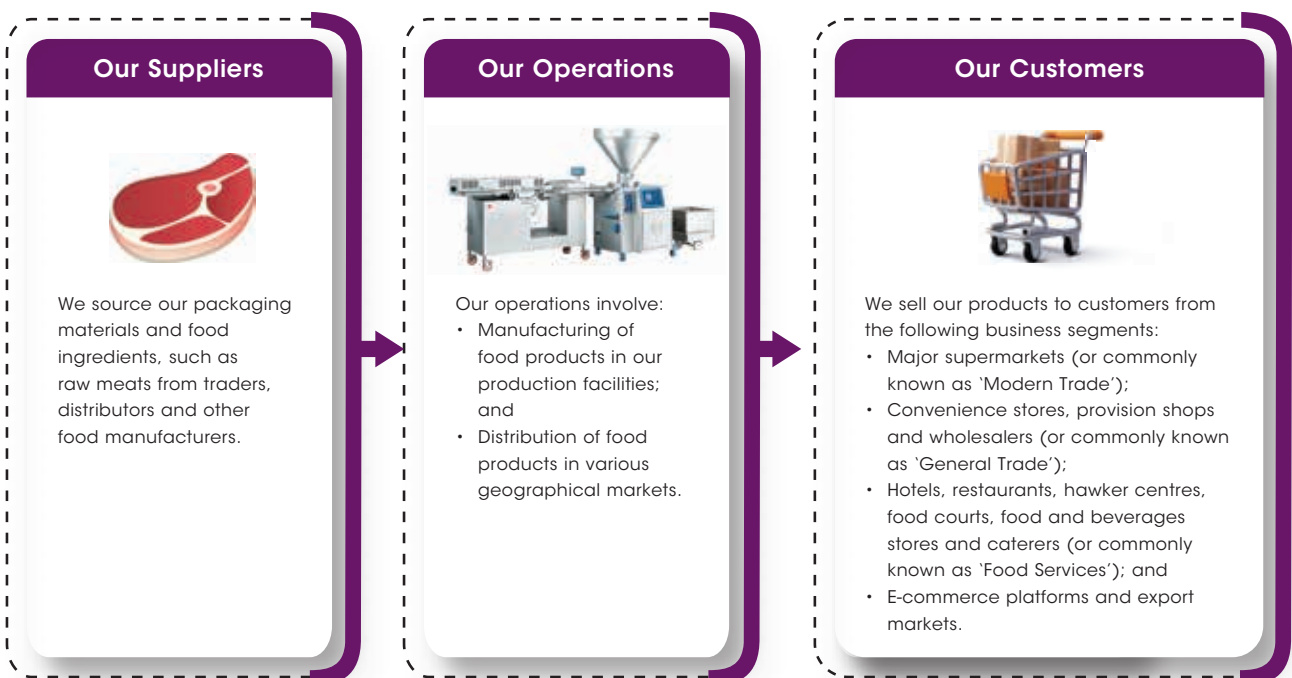 Our Suppliers
We source our packaging
materials and food
ingredients, such as
raw meats from traders,
distributors and other
food manufacturers.
Our Operations
Our operations involve:
• Manufacturing of
food products in our
production facilities;
and
• Distribution of food
products in various
geographical markets.
Our Customers
We sell our products to customers from
the following business segments:
• Major supermarkets (or commonly
known as ‘Modern Trade’);
• Convenience stores, provision shops
and wholesalers (or commonly known
as ‘General Trade’);
• Hotels, restaurants, hawker centres,
food courts, food and beverages
stores and caterers (or commonly
known as ‘Food Services’); and
• E-commerce platforms and export
markets.